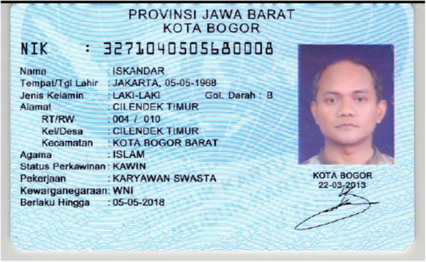 PROVINSI JAWA BARAT
KOTA BOGOR
NIK : 3271040505680008
Nama : ISKANDAR
Tempat/Tgl Lahir : JAKARTA, 05-05-1968
Jenis Kelamin : LAKI-LAKI Gol. Darah : B
Alamat : CILENDEK TIMUR
RT/RW : 004 / 010
Kel/Desa : CILENDEK TIMUR
Kecamatan : KOTA BOGOR BARAT
Agama : ISLAM
Status Perkawinan : KAWIN
Pekerjaan : KARYAWAN SWASTA
Kewarganegaraan: WNI
Berlaku Hingga : 05-05-2018
KOTA BOGOR
22-03-2013